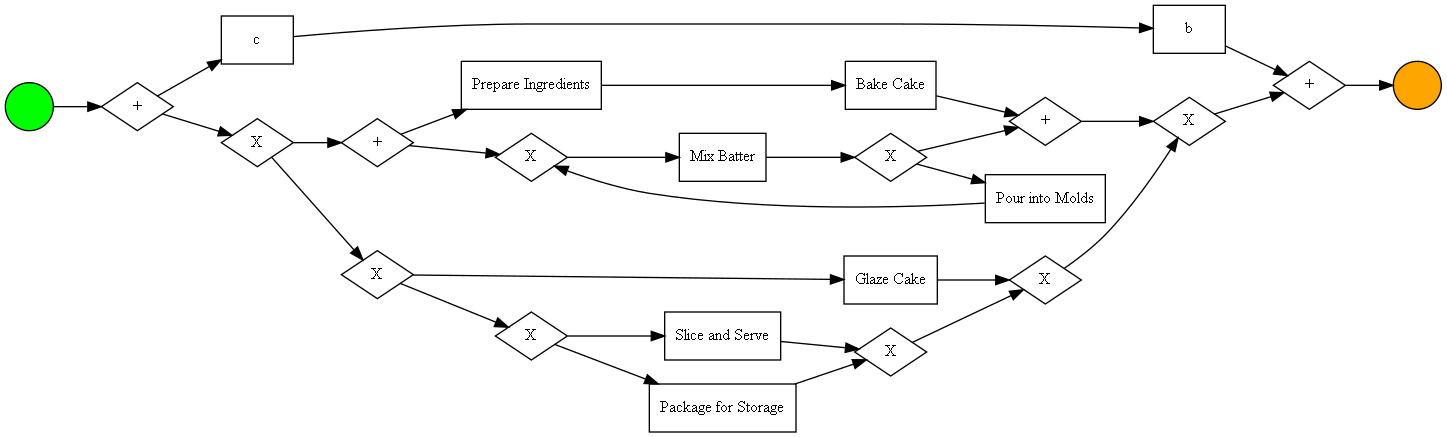 c
b
+
X
+
Prepare Ingredients
Bake Cake
+
X
+
X
Mix Batter
X
Pour into Molds
X
Glaze Cake
X
X
Slice and Serve
X
Package for Storage